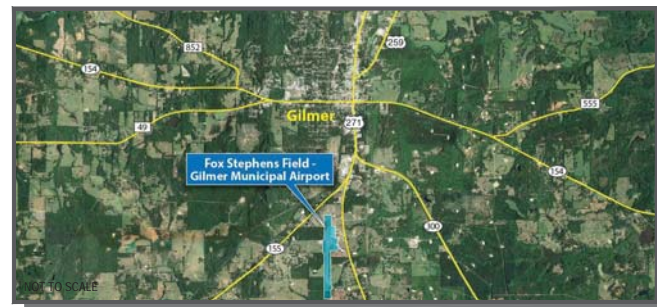 852
259
154
555
Gilmer
271
49
Fox Stephens Field -
Gilmer Municipal Airport
154
300
155
NOT TO SCALE